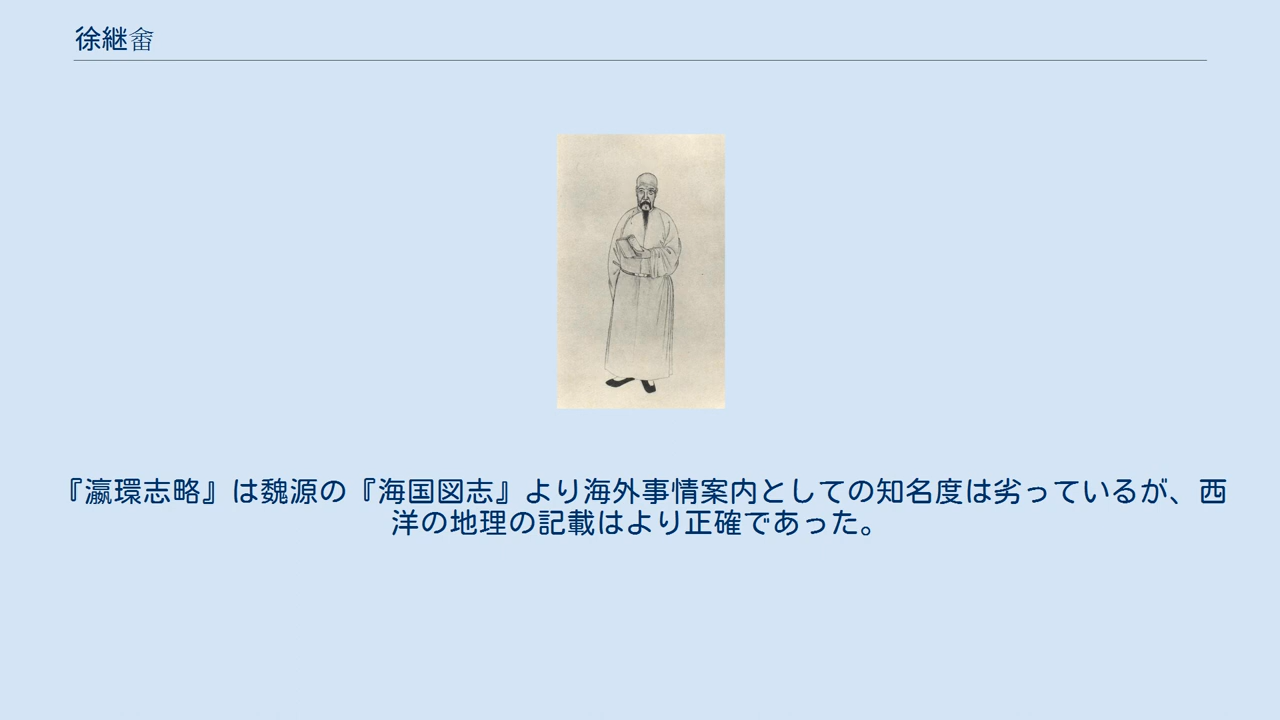 徐継畬
『瀛環志略』は魏源の『海国図志』より海外事情案内としての知名度は劣っているが、西
洋の地理の記載はより正確であった。